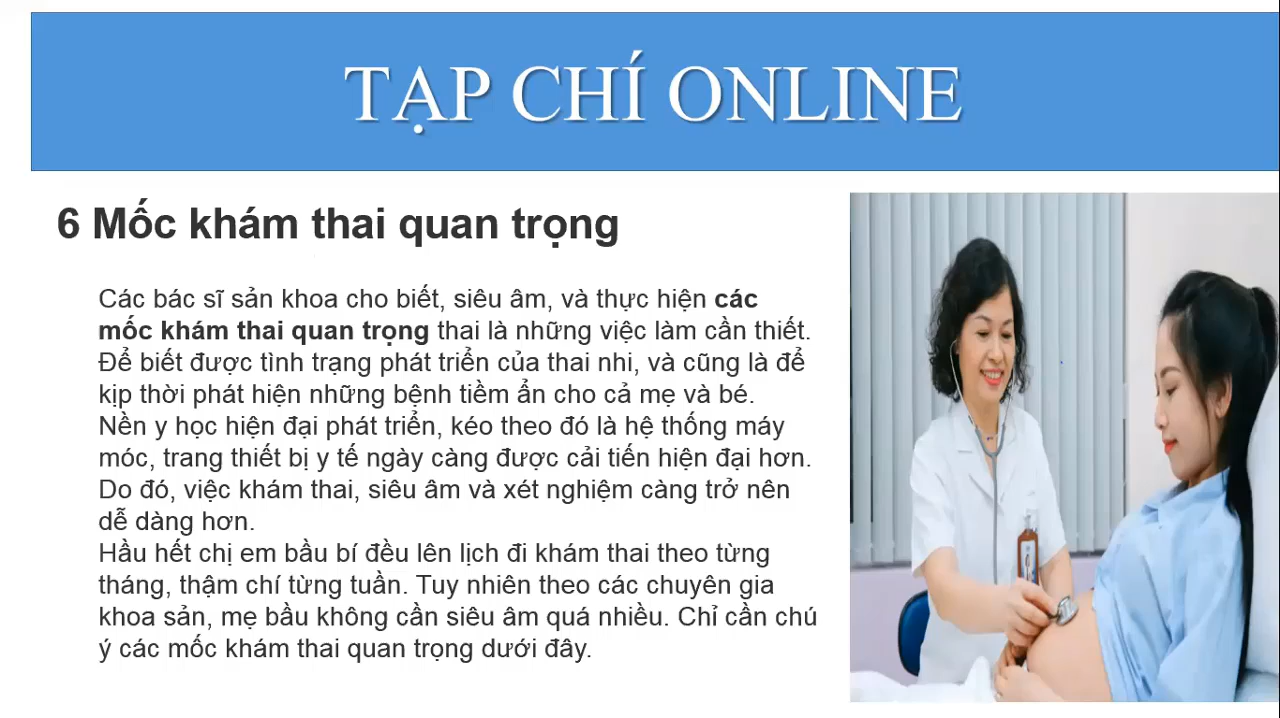 TẠP CHÍ ONLINE
6 Mốc khám thai quan trọng
Các bác sĩ sản khoa cho biết, siêu âm, và thực hiện các
mốc khám thai quan trọng thai là những việc làm cần thiết.
Để biết được tình trạng phát triển của thai nhi, và cũng là để
kịp thời phát hiện những bệnh tiềm ẩn cho cả mẹ và bé.
Nền y học hiện đại phát triển, kéo theo đó là hệ thống máy
móc, trang thiết bị y tế ngày càng được cải tiến hiện đại hơn.
Do đó, việc khám thai, siêu âm và xét nghiệm càng trở nên
dễ dàng hơn.
Hầu hết chị em bầu bí đều lên lịch đi khám thai theo từng
tháng, thậm chí từng tuần. Tuy nhiên theo các chuyên gia
khoa sản, mẹ bầu không cần siêu âm quá nhiều. Chỉ cần chú
ý các mốc khám thai quan trọng dưới đây.